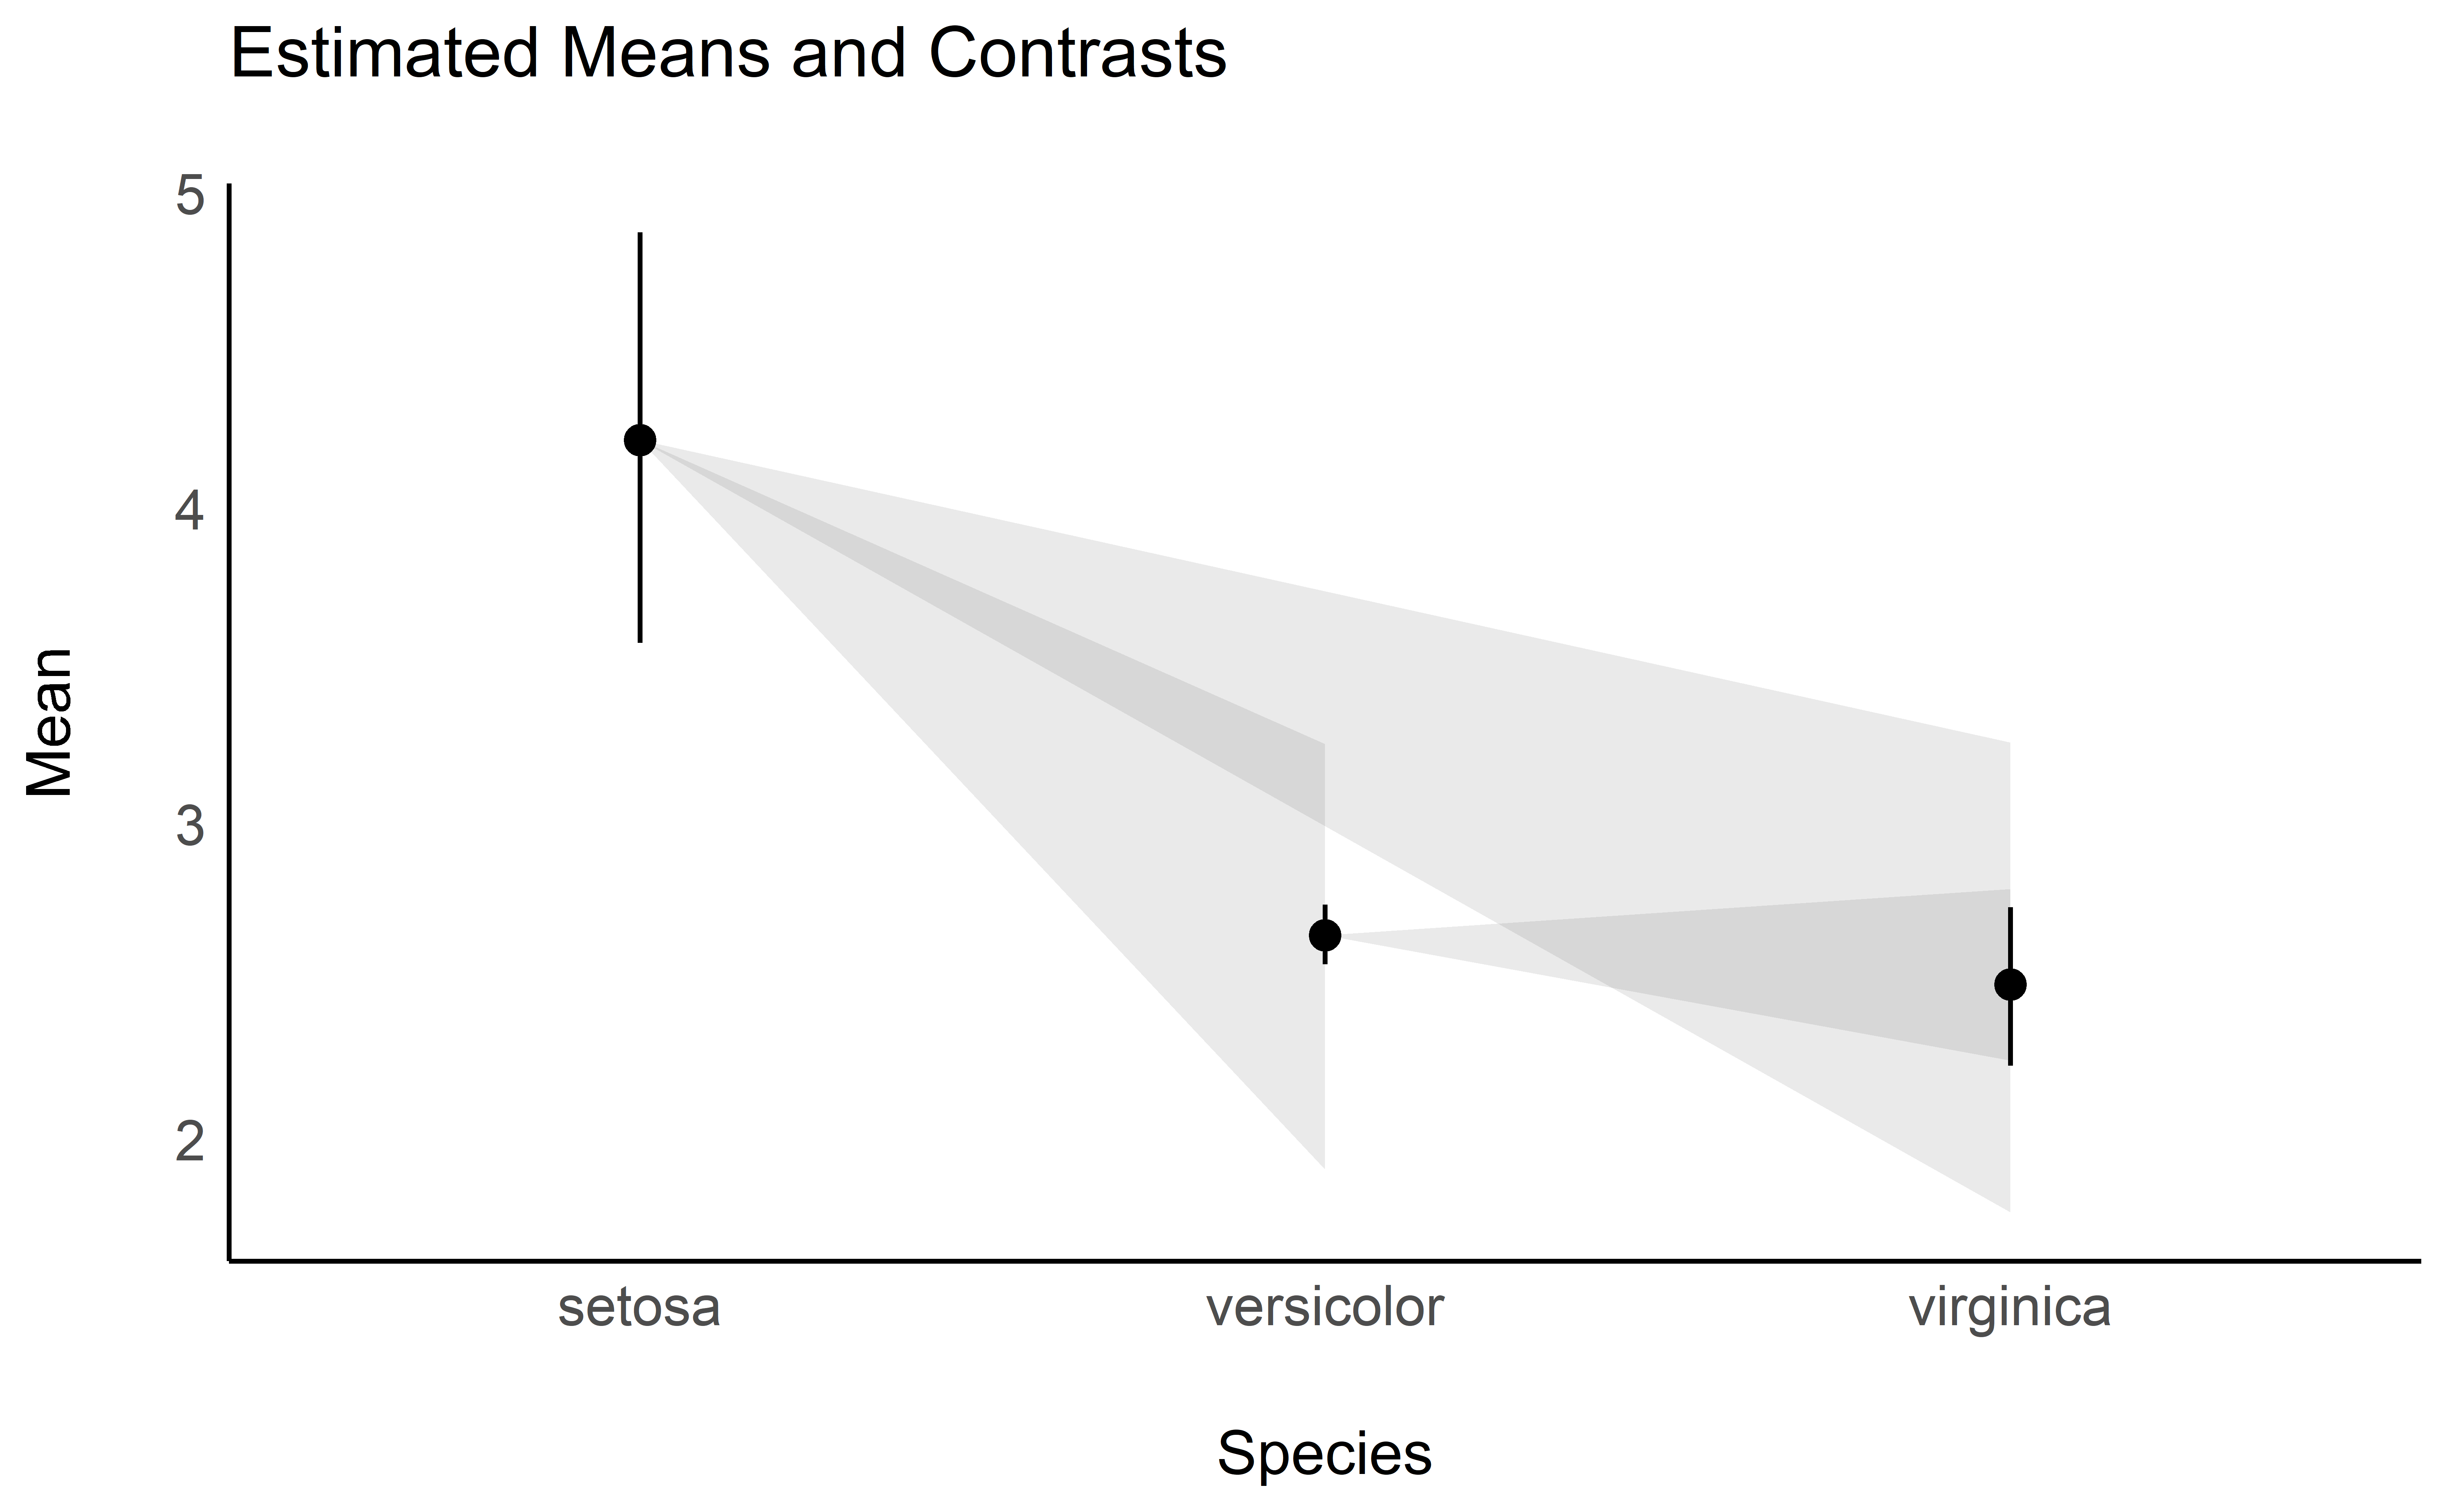 Estimated Means and Contrasts
5
4
3
2
Mean
setosa versicolor virginica
Species